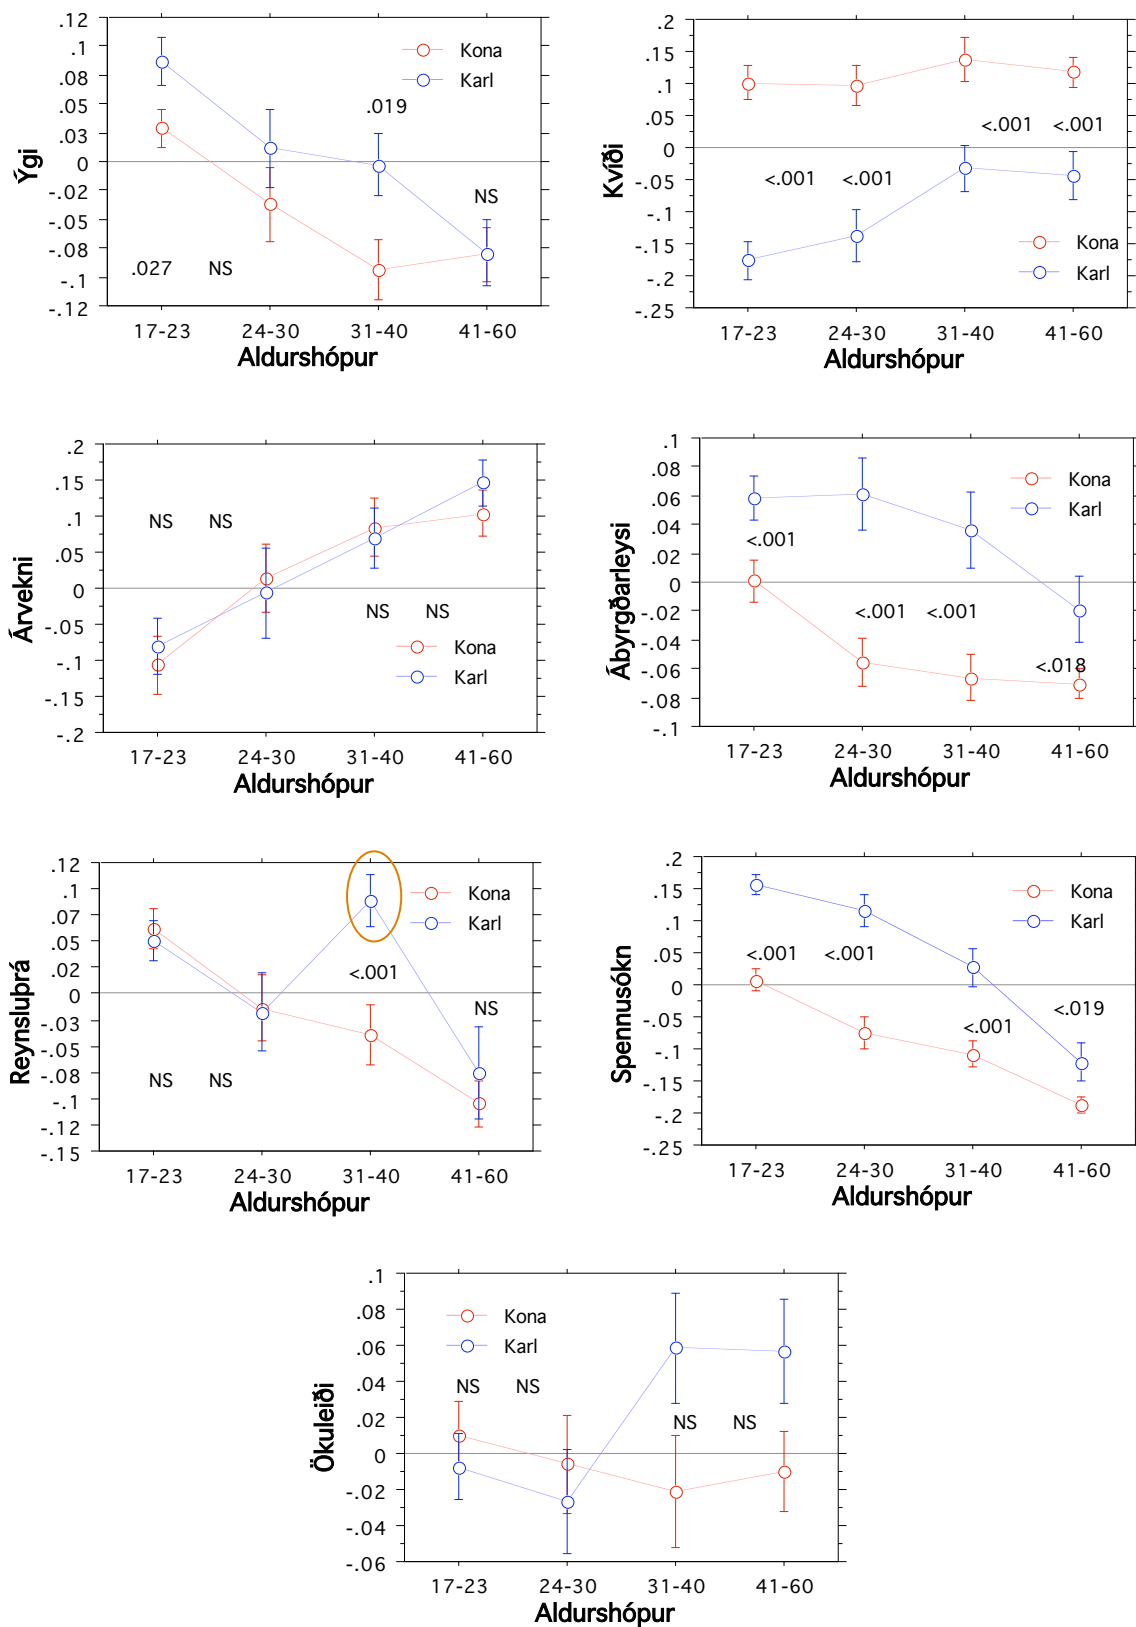 .12
.1
.08
.05
.03
0
-.02
-.05
-.08
-.1
-.12
Ýgi
Kona
Karl
.019
NS
.027 NS
17-23 24-30 31-40 41-60
Aldurshópur
.2
.15
.1
.05
0
-.05
-.1
-.15
-.2
-.25
Kvíði
<.001 <.001
<.001 <.001
Kona
Karl
17-23 24-30 31-40 41-60
Aldurshópur
.2
.15
.1
.05
0
-.05
-.1
-.15
-.2
Árvekni
NS NS
NS NS
Kona
Karl
17-23 24-30 31-40 41-60
Aldurshópur
.1
.08
.06
.04
.02
0
-.02
-.04
-.06
-.08
-.1
Ábyrgðarleysi
Kona
Karl
<.001
<.001 <.001
<.018
17-23 24-30 31-40 41-60
Aldurshópur
.12
.1
.07
.05
.02
0
-.03
-.05
-.08
-.1
-.12
-.15
Reynsluþrá
Kona
Karl
<.001
NS
NS NS
17-23 24-30 31-40 41-60
Aldurshópur
.2
.15
.1
.05
0
-.05
-.1
-.15
-.2
-.25
Spennusókn
Kona
Karl
<.001 <.001
<.019
<.001
17-23 24-30 31-40 41-60
Aldurshópur
.1
.08
.06
.04
.02
0
-.02
-.04
-.06
Ökuleiði
Kona
Karl
NS NS
NS NS
17-23 24-30 31-40 41-60
Aldurshópur